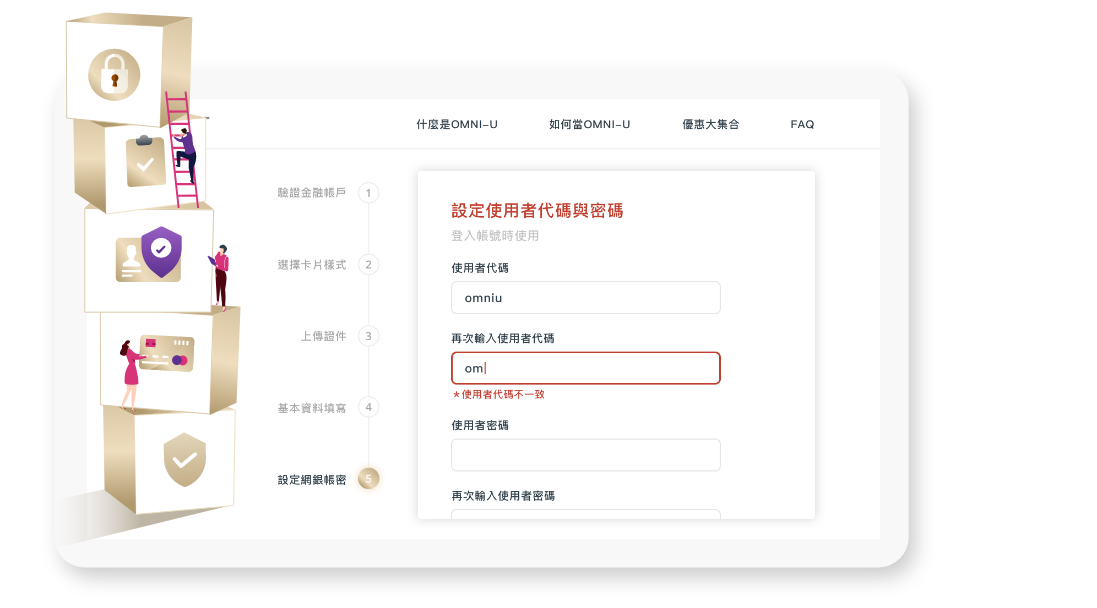 什麼是OMNI-U
如何當OMNI-U
優惠大集合
FAQ
驗證金融帳戶 1
選擇卡片樣式 2
上傳證件 3
基本資料填寫 4
設定網銀帳密 5
設定使用者代碼與密碼
登入帳號時使用
使用者代碼
omniu
再次輸入使用者代碼
om
*使用者代碼不一致
使用者密碼
再次輸入使用者密碼